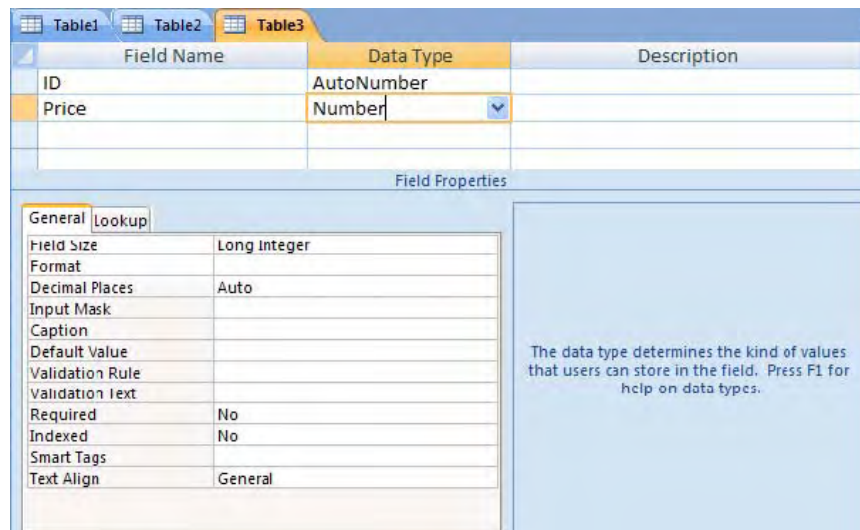 Table1 Table2 Table3
Field Name Data Type Description
ID AutoNumber
Price Number
Field Properties
General Lookup
Field Size Long Integer
Format
Decimal Places Auto
Input Mask
Caption
Default Value
Validation Rule
Validation Text
Required No
Indexed No
Smart Tags
Text Align General
The data type determines the kind of values
that users can store in the field. Press F1 for
help on data types.